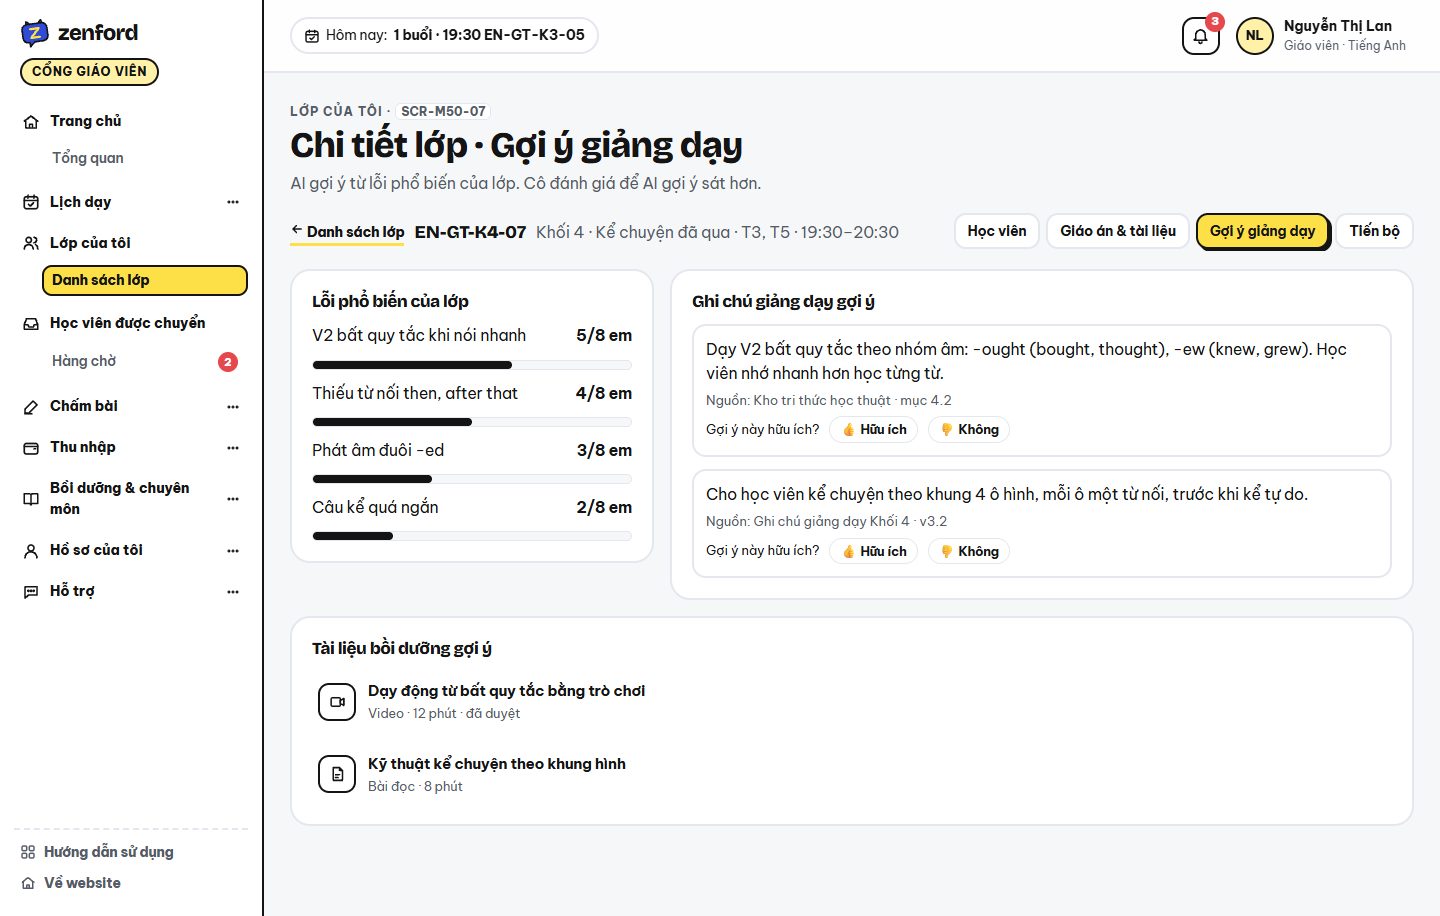 zenford
CỔNG GIÁO VIÊN
Trang chủ
Tổng quan
Lịch dạy
Lớp của tôi
Danh sách lớp
Học viên được chuyển
Hàng chờ 2
Chấm bài
Thu nhập
Bồi dưỡng & chuyên
môn
Hồ sơ của tôi
Hỗ trợ
Hướng dẫn sử dụng
Về website
Hôm nay: 1 buổi · 19:30 EN-GT-K3-05
3
NL
Nguyễn Thị Lan
Giáo viên · Tiếng Anh
LỚP CỦA TÔI · SCR-M50-07
Chi tiết lớp · Gợi ý giảng dạy
AI gợi ý từ lỗi phổ biến của lớp. Cô đánh giá để AI gợi ý sát hơn.
← Danh sách lớp EN-GT-K4-07 Khối 4 · Kể chuyện đã qua · T3, T5 · 19:30–20:30
Học viên Giáo án & tài liệu Gợi ý giảng dạy Tiến bộ
Lỗi phổ biến của lớp
V2 bất quy tắc khi nói nhanh 5/8 em
Thiếu từ nối then, after that 4/8 em
Phát âm đuôi -ed 3/8 em
Câu kể quá ngắn 2/8 em
Ghi chú giảng dạy gợi ý
Dạy V2 bất quy tắc theo nhóm âm: -ought (bought, thought), -ew (knew, grew). Học
viên nhớ nhanh hơn học từng từ.
Nguồn: Kho tri thức học thuật · mục 4.2
Gợi ý này hữu ích? 👍 Hữu ích 👎 Không
Cho học viên kể chuyện theo khung 4 ô hình, mỗi ô một từ nối, trước khi kể tự do.
Nguồn: Ghi chú giảng dạy Khối 4 · v3.2
Gợi ý này hữu ích? 👍 Hữu ích 👎 Không
Tài liệu bồi dưỡng gợi ý
Dạy động từ bất quy tắc bằng trò chơi
Video · 12 phút · đã duyệt
Kỹ thuật kể chuyện theo khung hình
Bài đọc · 8 phút